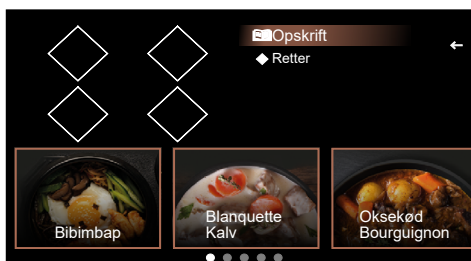 Opskrift
Retter
Bibimbap
Blanquette
Kalv
Oksekød
Bourguignon